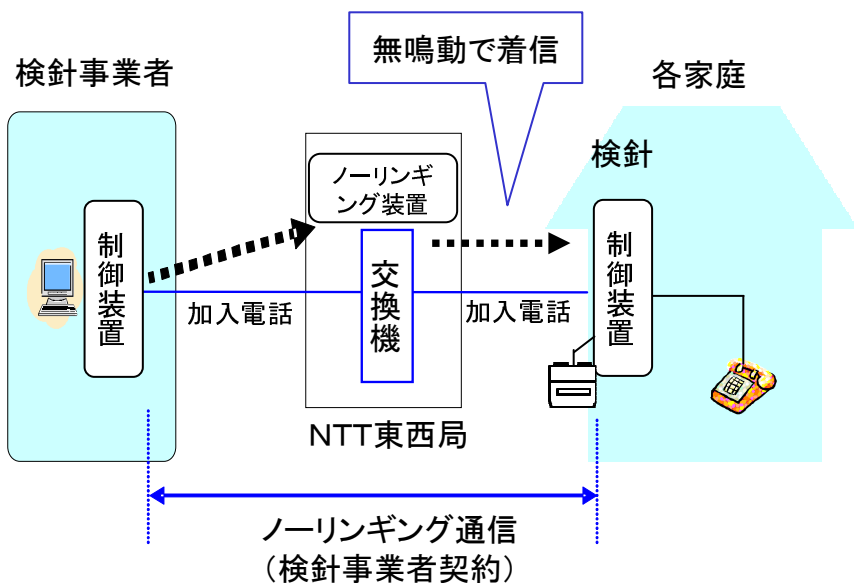 無鳴動で着信
検針事業者
各家庭
検針
ノーリンギ
ング装置
制御装置
交換機
制御装置
加入電話
加入電話
NTT東西局
ノーリンギング通信
（検針事業者契約）